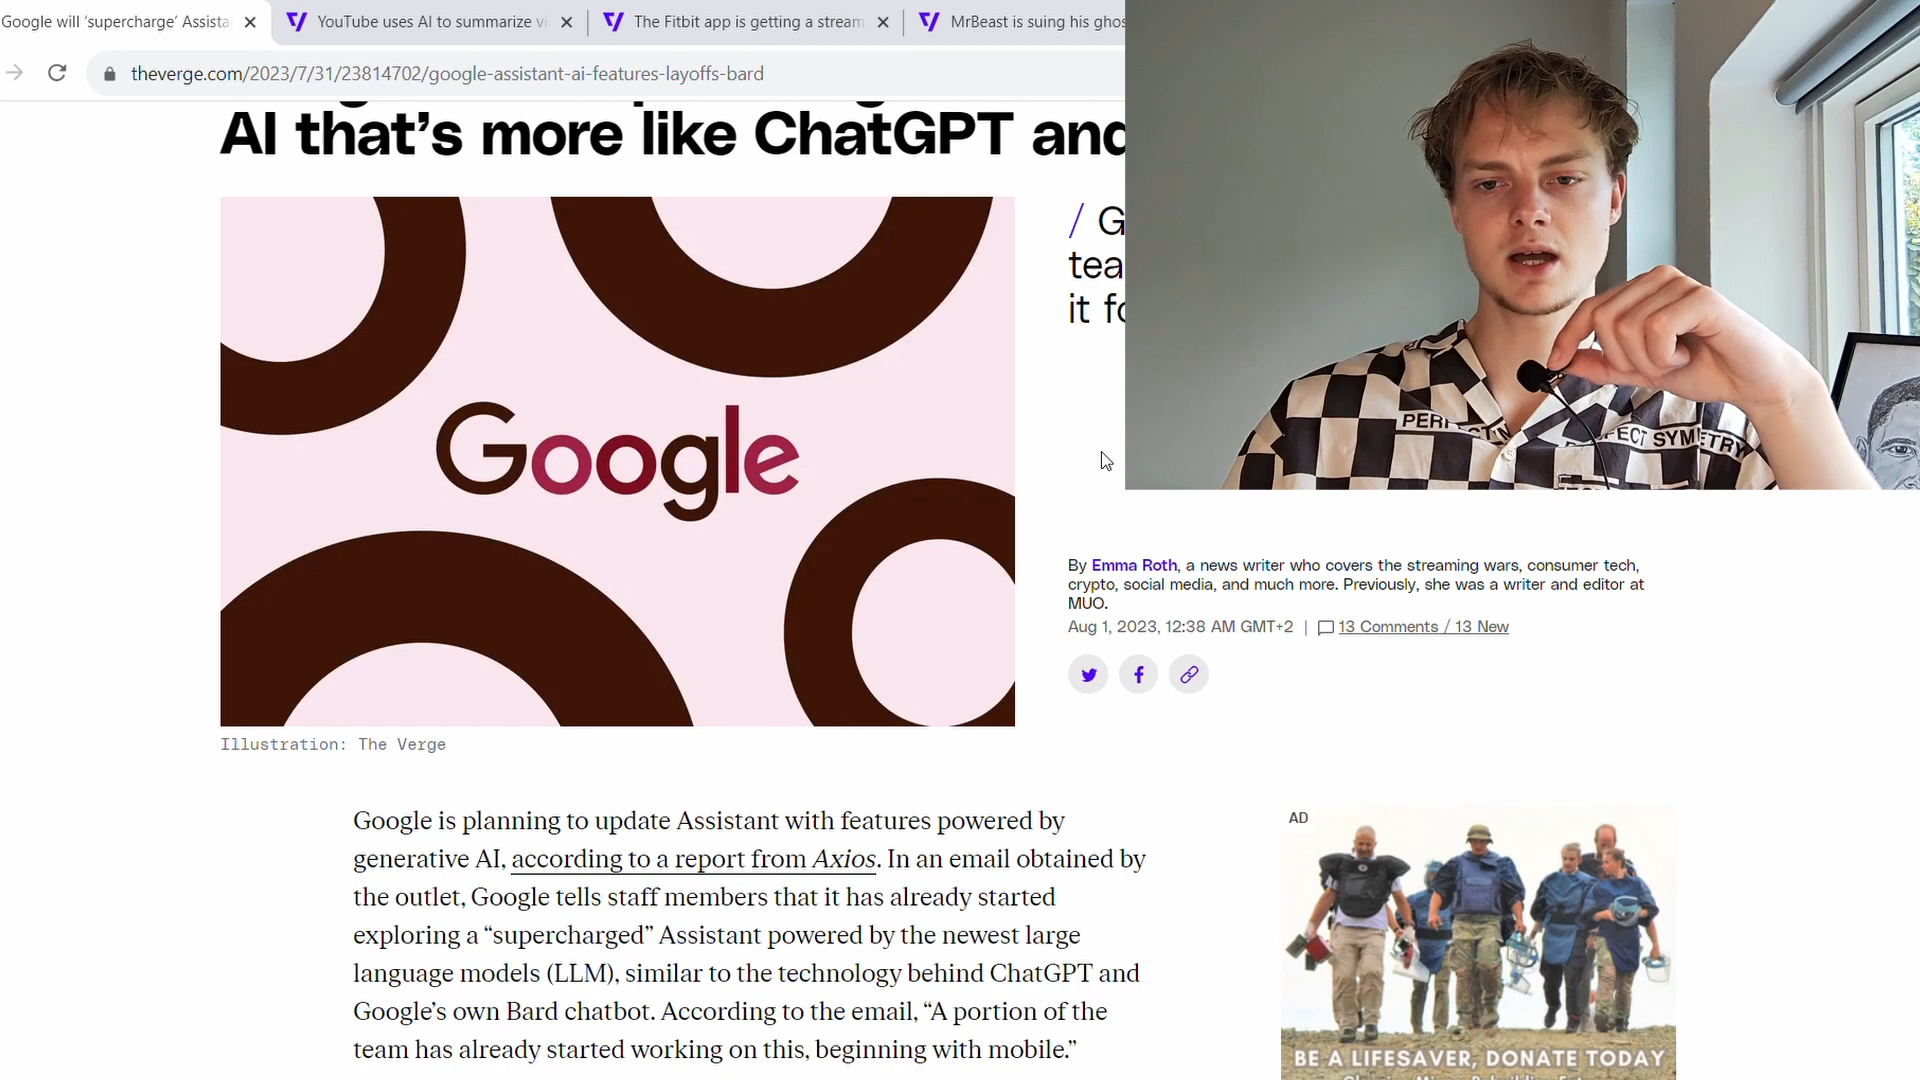 Google will ‘supercharge’ Assista
YouTube uses AI to summarize vi
The Fitbit app is getting a stream
MrBeast is suing his ghos
theverge.com/2023/7/31/23814702/google-assistant-ai-features-layoffs-bard
AI that’s more like ChatGPT and
/ G
tea
it fo
Google
PERFECT SYM
FECT SYMETRY
By Emma Roth, a news writer who covers the streaming wars, consumer tech,
crypto, social media, and much more. Previously, she was a writer and editor at
MUO.
Aug 1, 2023, 12:38 AM GMT+2 | 13 Comments / 13 New
Illustration: The Verge
Google is planning to update Assistant with features powered by
generative AI, according to a report from Axios. In an email obtained by
the outlet, Google tells staff members that it has already started
exploring a “supercharged” Assistant powered by the newest large
language models (LLM), similar to the technology behind ChatGPT and
Google’s own Bard chatbot. According to the email, “A portion of the
team has already started working on this, beginning with mobile.”
AD
BE A LIFESAVER, DONATE TODAY